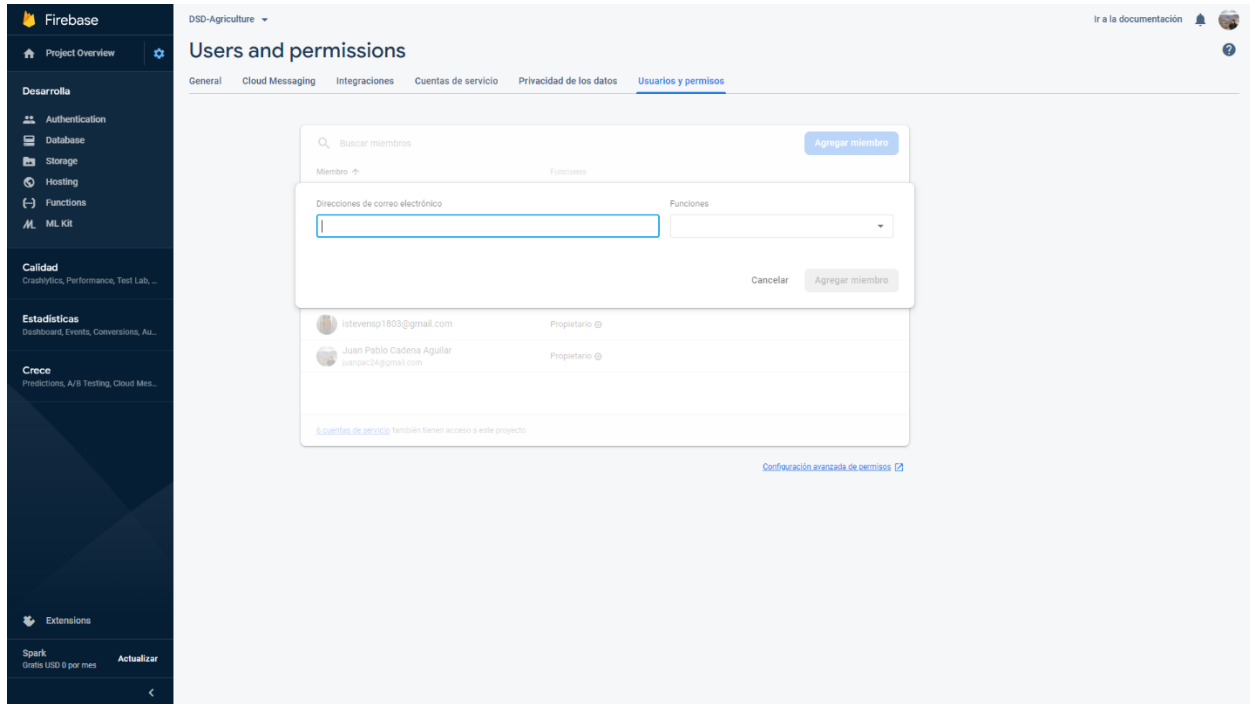 Firebase
DSD-Agriculture
Ir a la documentación
Project Overview
Users and permissions
General Cloud Messaging Integraciones Cuentas de servicio Privacidad de los datos Usuarios y permisos
Desarrolla
Authentication
Database
Storage
Hosting
Functions
ML Kit
Calidad
Crashlytics, Performance, Test Lab, ...
Estadísticas
Dashboard, Events, Conversions, Au...
Crece
Predictions, A/B Testing, Cloud Mes...
Extensions
Spark
Gratis USD 0 por mes
Actualizar
Buscar miembros
Agregar miembro
Miembro Funciones
Direcciones de correo electrónico Funciones
Cancelar Agregar miembro
istevensp1803@gmail.com Propietario
Juan Pablo Cadena Aguilar
juanpac24@gmail.com
Propietario
6 cuentas de servicio también tienen acceso a este proyecto
Configuración avanzada de permisos